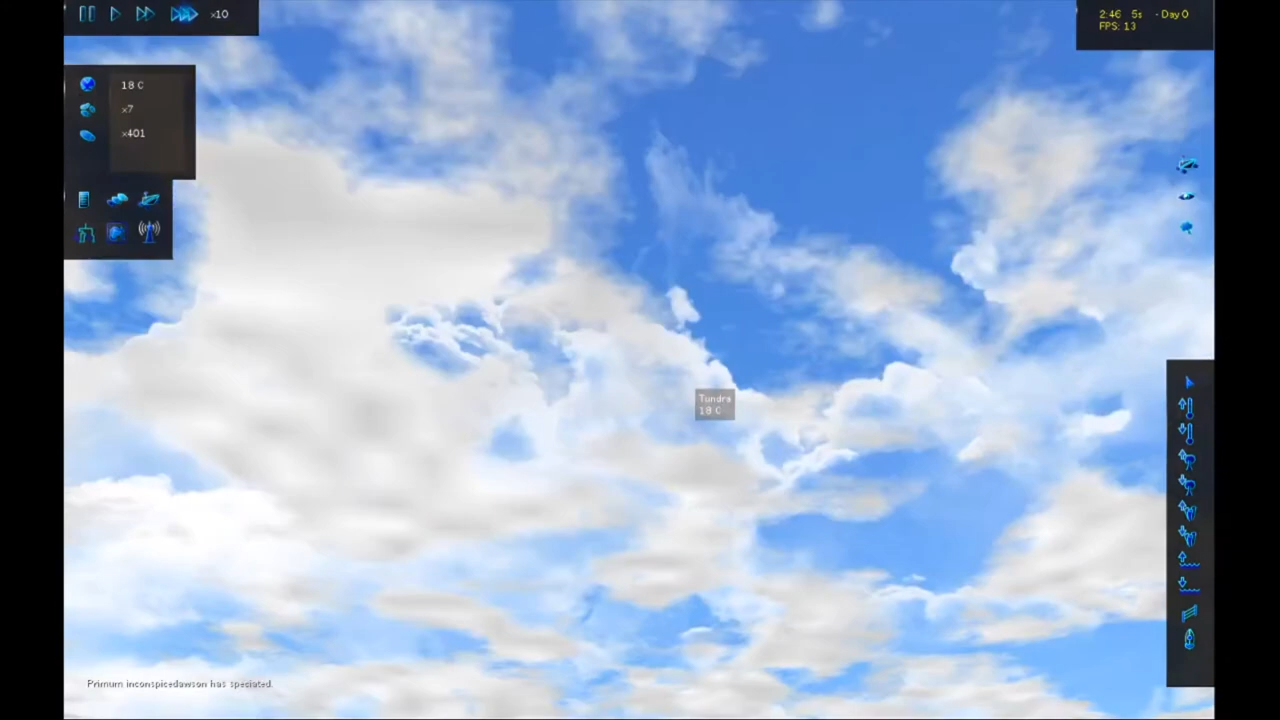 x10
2:46 5s - Day 0
FPS: 13
18 C
x7
x401
Tundra
18 C
Primum inconspicedawson has speciated.